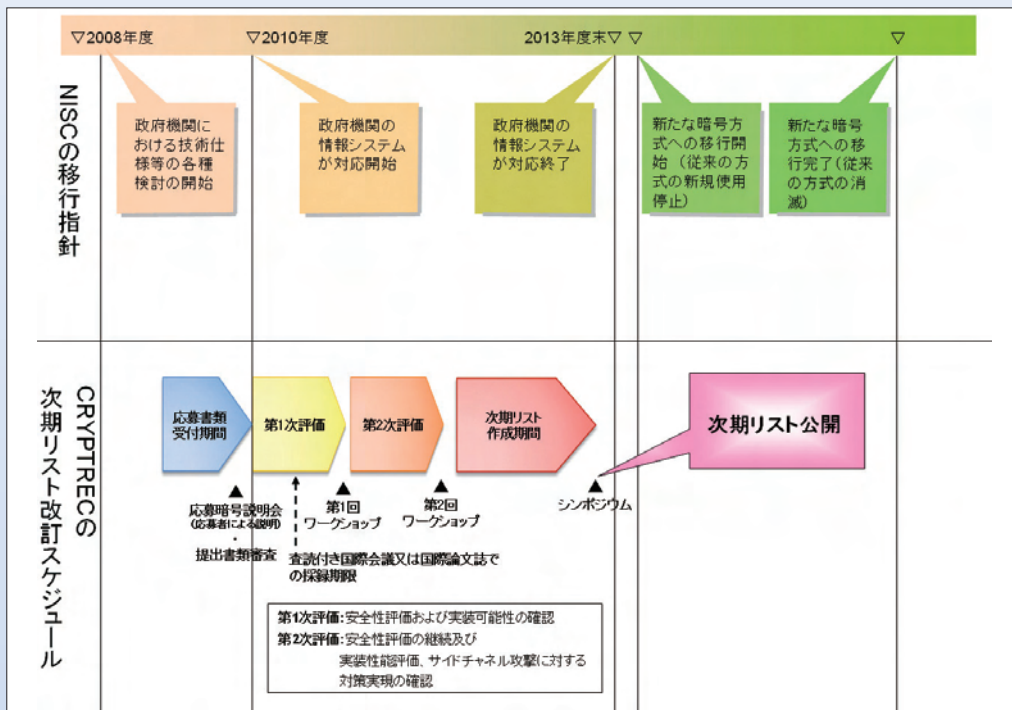 ▽2008年度
▽2010年度
2013年度末▽
▽
▽
NISCの移行指針
政府機関に
おける技術仕
様等の各種
検討の開始
政府機関の
情報システム
が対応開始
政府機関の
情報システム
が対応終了
新たな暗号方
式への移行開
始（従来の方
式の新規使用
停止）
新たな暗号
方式への移
行完了（従来
の方式の消
滅）
CRYPTRECの
次期リスト改訂スケジュール
応募書類
受付期間
第1次評価
第2次評価
次期リスト
作成期間
次期リスト公開
▲
応募暗号説明会
（応募者による説明）
・
提出書類審査
▲
第1回
ワークショップ
▲
第2回
ワークショップ
▲
シンポジウム
査読付き国際会議又は国際論文誌で
の採録期限
第1次評価：安全性評価および実装可能性の確認
第2次評価：安全性評価の継続及び
実装性能評価、サイドチャネル攻撃に対する
対策実現の確認